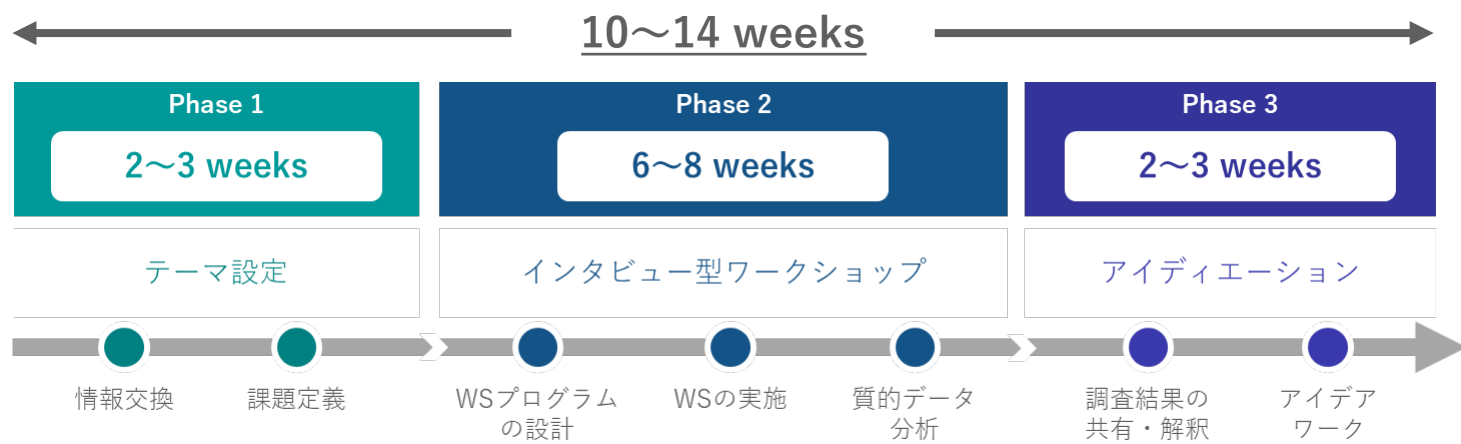 10～14 weeks
Phase 1
2～3 weeks
テーマ設定
Phase 2
6～8 weeks
インタビュー型ワークショップ
Phase 3
2～3 weeks
アイディエーション
情報交換
課題定義
WSプログラム
の設計
WSの実施
質的データ
分析
調査結果の
共有・解釈
アイデア
ワーク